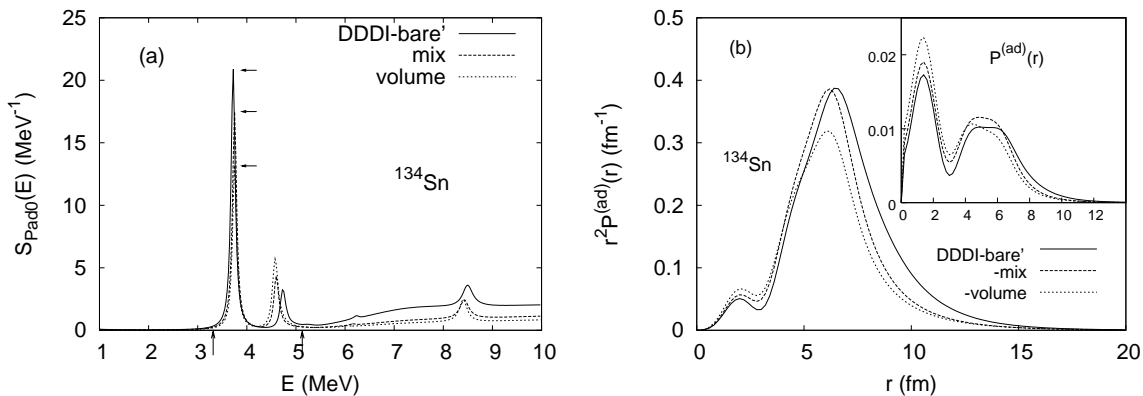 25
20
15
10
5
0
1 2 3 4 5 6 7 8 9 10
S_Pad0(E) (MeV^-1)
E (MeV)
(a)
DDDI-bare'
mix
volume
^134Sn
0.5
0.4
0.3
0.2
0.1
0
0 5 10 15 20
r^2P^(ad)(r) (fm^-1)
r (fm)
(b)
^134Sn
0.02
0.01
0
0 2 4 6 8 10 12
P^(ad)(r)
DDDI-bare'
-mix
-volume